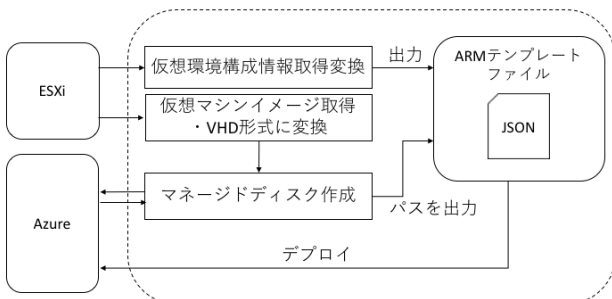 ESXi
仮想環境構成情報取得変換
出力
ARMテンプレート
ファイル
JSON
仮想マシンイメージ取得
・VHD形式に変換
マネージドディスク作成
パスを出力
Azure
デプロイ